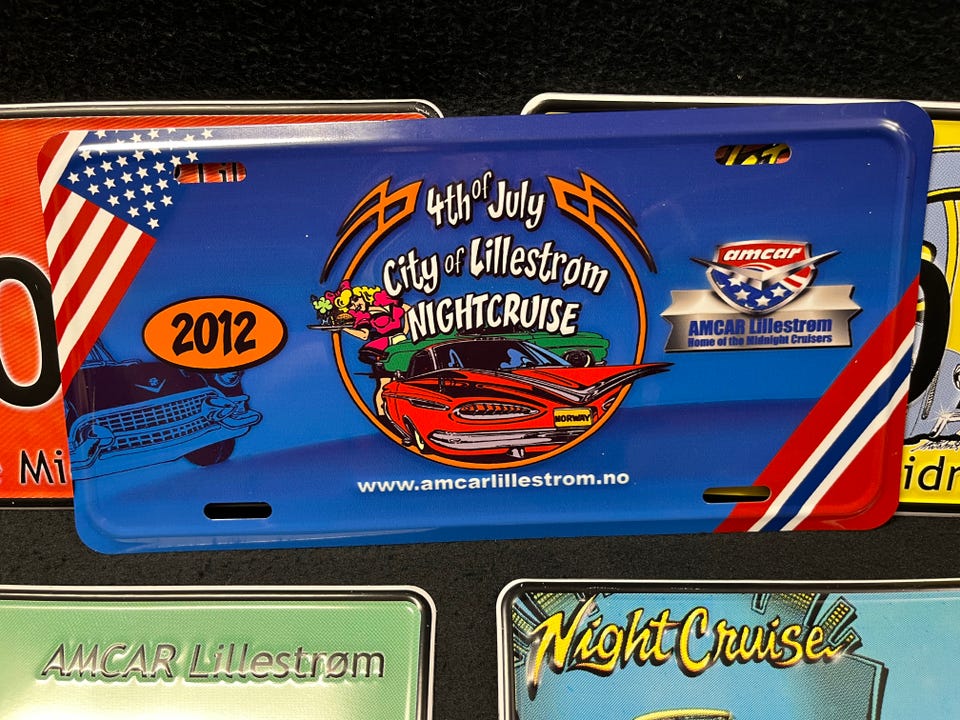 4th of July
City of Lillestrøm
NIGHTCRUISE
2012
amcar
AMCAR Lillestrøm
Home of the Midnight Cruisers
NORWAY
www.amcarlillestrom.no
AMCAR Lillestrøm
Night Cruise